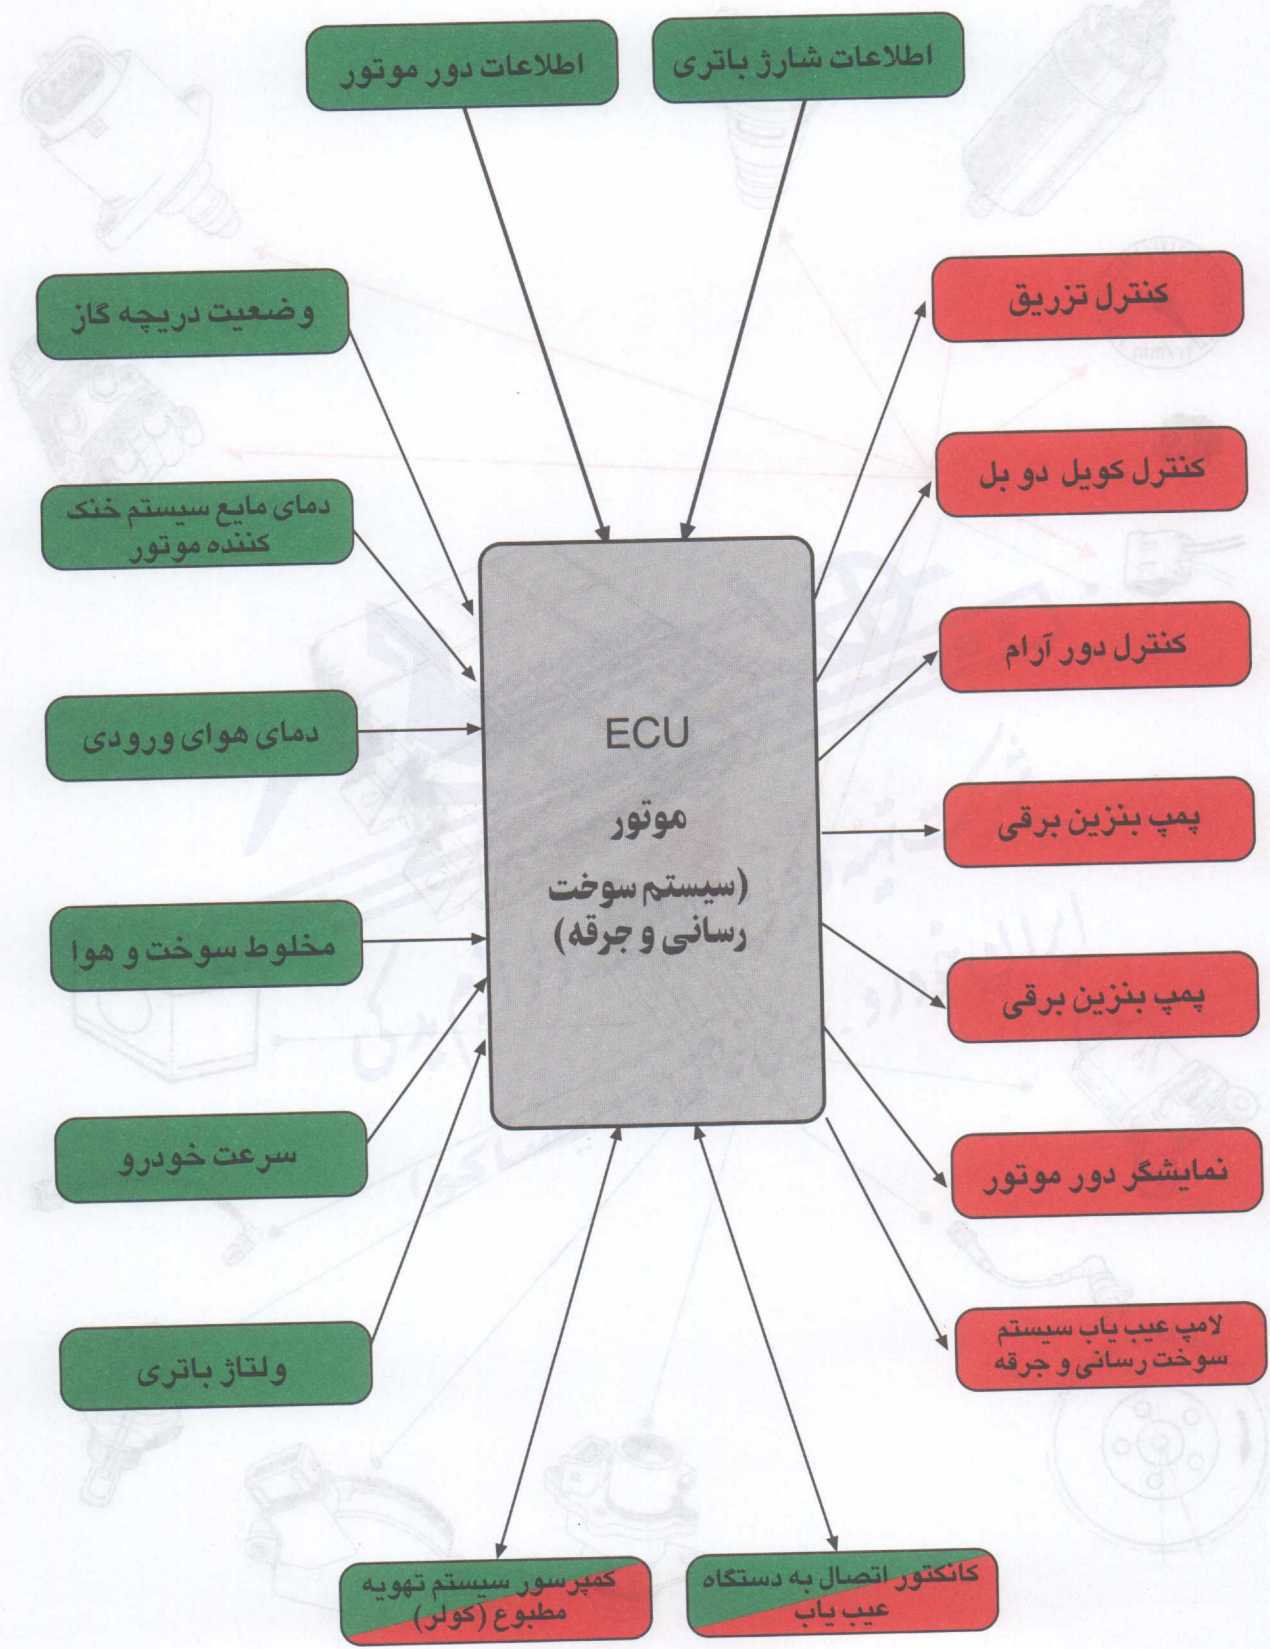 اطلاعات شارژ باتری
اطلاعات دور موتور
کنترل تزریق
وضعیت دریچه گاز
کنترل کویل دو بل
دمای مایع سیستم خنک
کننده موتور
کنترل دور آرام
دمای هوای ورودی
ECU
موتور
(سیستم سوخت
رسانی و جرقه)
پمپ بنزین برقی
مخلوط سوخت و هوا
پمپ بنزین برقی
سرعت خودرو
نمایشگر دور موتور
ولتاژ باتری
لامپ عیب یاب سیستم
سوخت رسانی و جرقه
کانکتور اتصال به دستگاه
عیب یاب
کمپرسور سیستم تهویه
مطبوع (کولر)